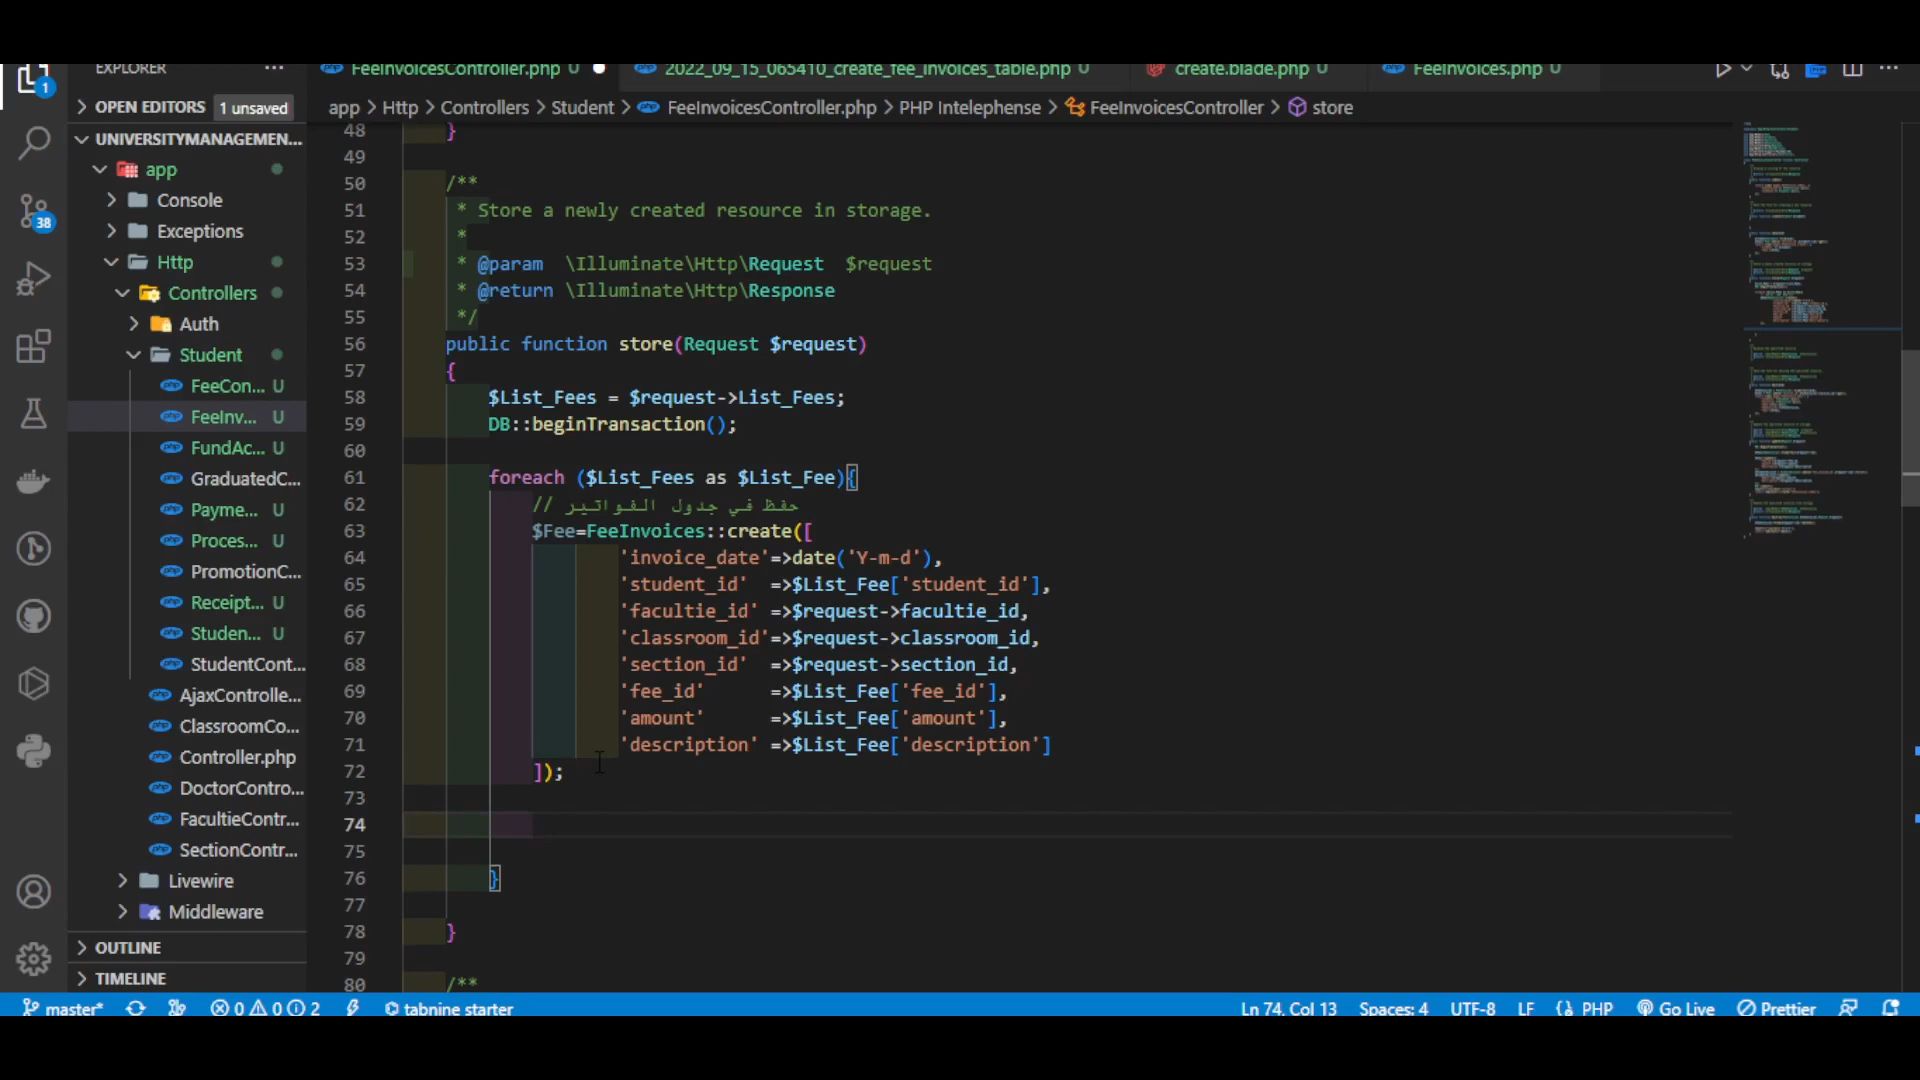 EXPLORER
FeeInvoicesController.php U
2022_09_15_065410_create_fee_invoices_table.php U
create.blade.php U
FeeInvoices.php U
OPEN EDITORS 1 unsaved
app > Http > Controllers > Student > FeeInvoicesController.php > PHP Intelephense > FeeInvoicesController > store
UNIVERSITYMANAGEMEN...
app
Console
Exceptions
Http
Controllers
Auth
Student
FeeCon... U
FeeInv... U
FundAc... U
GraduatedC...
Payme... U
Proces... U
PromotionC...
Receipt... U
Studen... U
StudentCont...
AjaxControlle...
ClassroomCo...
Controller.php
DoctorContro...
FacultieContr...
SectionContr...
Livewire
Middleware
OUTLINE
TIMELINE
1
38
48 }
49
50 /**
51 * Store a newly created resource in storage.
52 *
53 * @param \Illuminate\Http\Request $request
54 * @return \Illuminate\Http\Response
55 */
56 public function store(Request $request)
57 {
58 $List_Fees = $request->List_Fees;
59 DB::beginTransaction();
60
61 foreach ($List_Fees as $List_Fee){
62 // حفظ في جدول الفواتير
63 $Fee=FeeInvoices::create([
64 'invoice_date'=>date('Y-m-d'),
65 'student_id' =>$List_Fee['student_id'],
66 'facultie_id' =>$request->facultie_id,
67 'classroom_id'=>$request->classroom_id,
68 'section_id' =>$request->section_id,
69 'fee_id' =>$List_Fee['fee_id'],
70 'amount' =>$List_Fee['amount'],
71 'description' =>$List_Fee['description']
72 ]);
73
74
75
76 }
77
78 }
79
80 /**
master* 0 0 2 tabnine starter Ln 74, Col 13 Spaces: 4 UTF-8 LF {} PHP Go Live Prettier